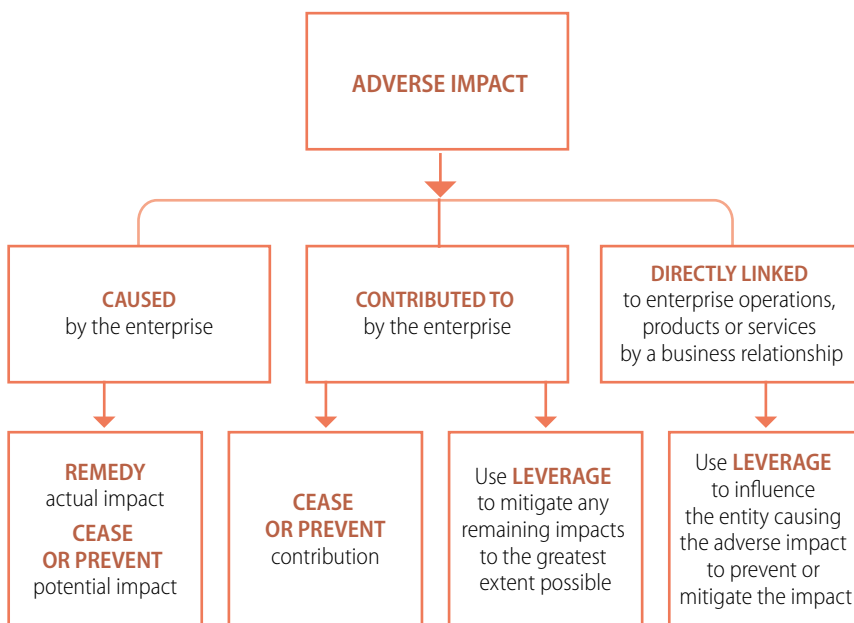 ADVERSE IMPACT
CAUSED
by the enterprise
CONTRIBUTED TO
by the enterprise
DIRECTLY LINKED
to enterprise operations,
products or services
by a business relationship
REMEDY
actual impact
CEASE
OR PREVENT
potential impact
CEASE
OR PREVENT
contribution
Use LEVERAGE
to mitigate any
remaining impacts
to the greatest
extent possible
Use LEVERAGE
to influence
the entity causing
the adverse impact
to prevent or
mitigate the impact